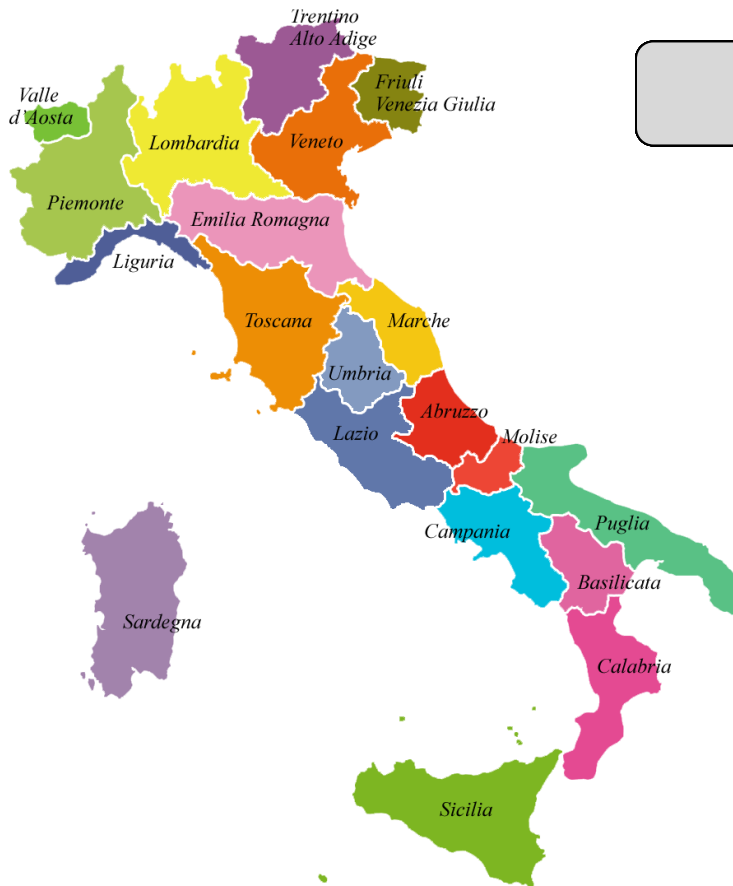 Trentino
Alto Adige
Friuli
Venezia Giulia
Valle
d'Aosta
Lombardia
Veneto
Piemonte
Emilia Romagna
Liguria
Toscana
Marche
Umbria
Abruzzo
Lazio
Molise
Campania
Puglia
Basilicata
Sardegna
Calabria
Sicilia